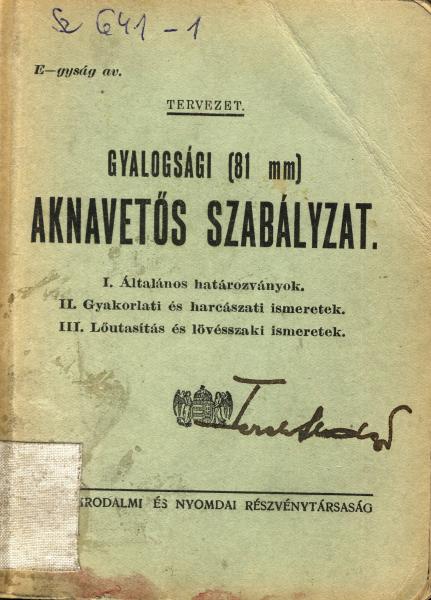 Sz 641-1
E—gyság av.
TERVEZET.
GYALOGSÁGI (81 mm)
AKNAVETŐS SZABÁLYZAT.
I. Általános határozványok.
II. Gyakorlati és harcászati ismeretek.
III. Lőutasítás és lövésszaki ismeretek.
IRODALMI ÉS NYOMDAI RÉSZVÉNYTÁRSASÁG